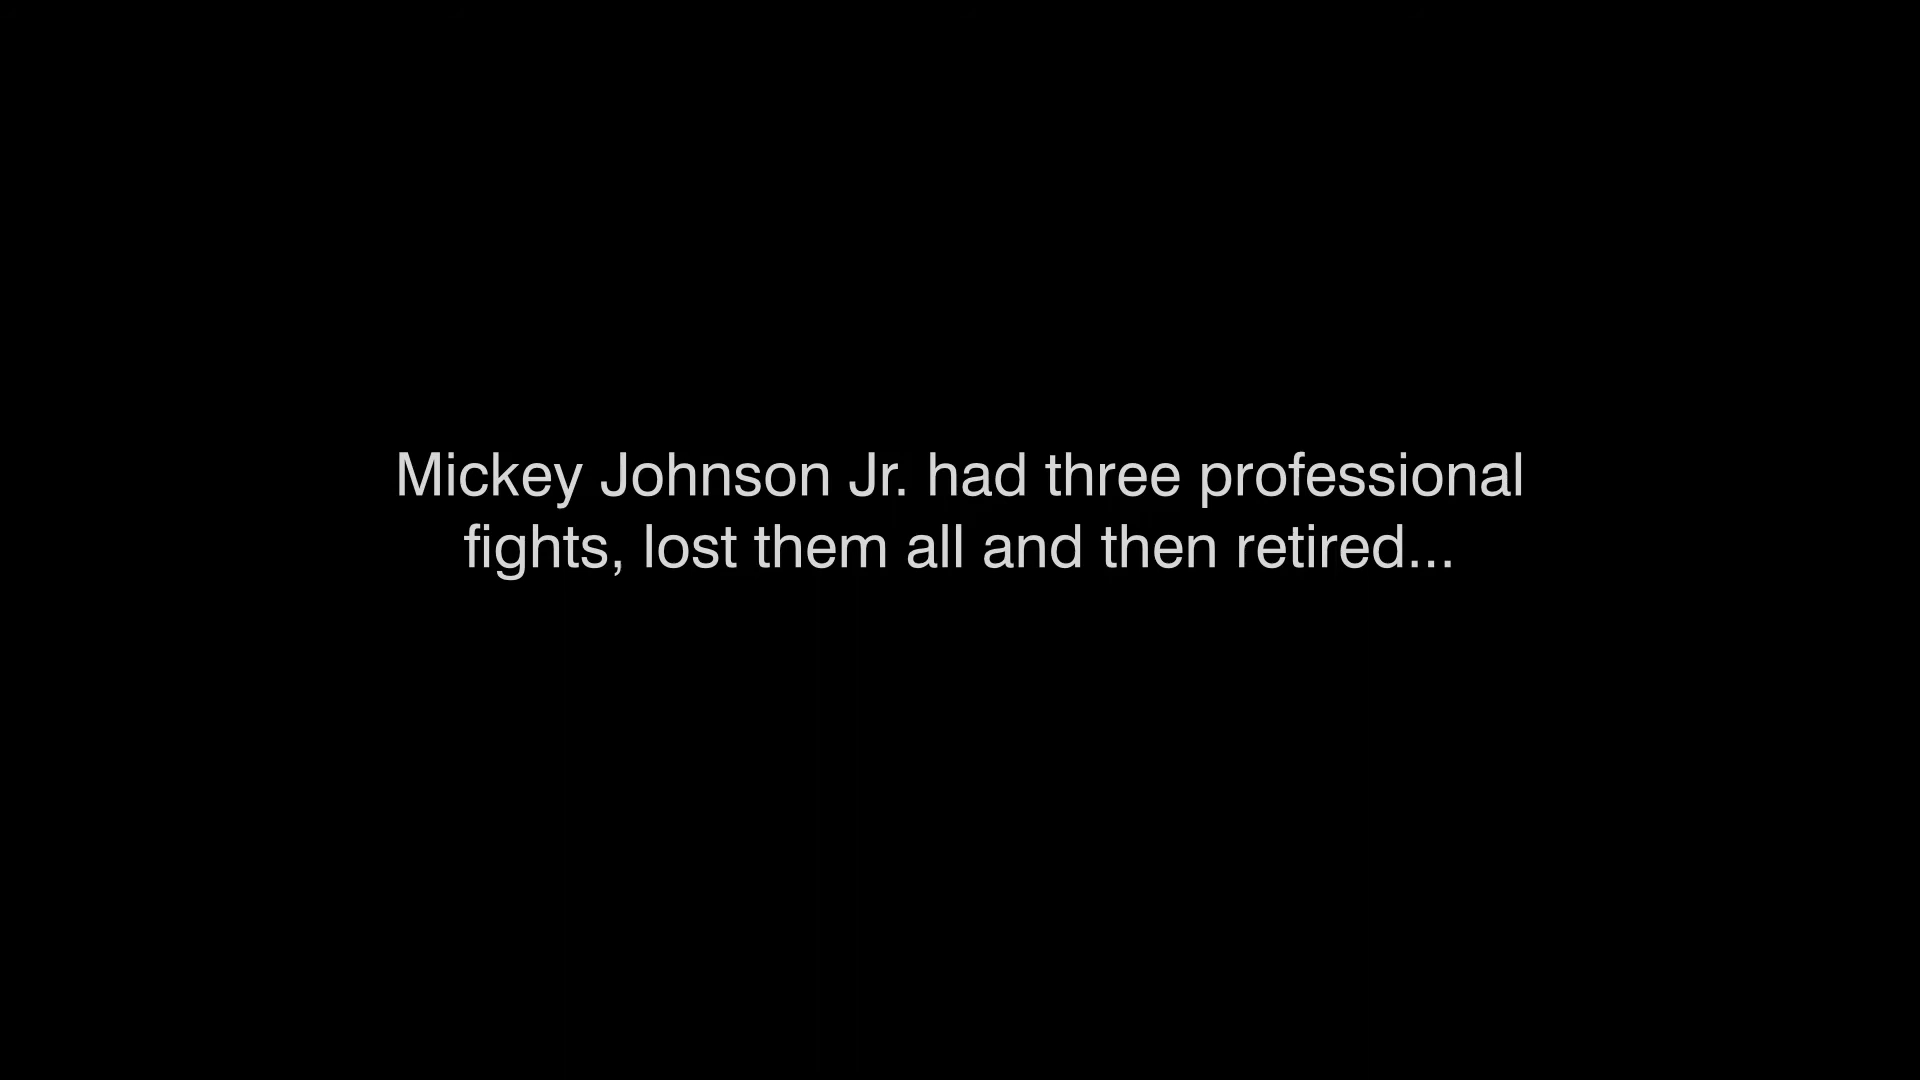 Mickey Johnson Jr. had three professional
fights, lost them all and then retired...